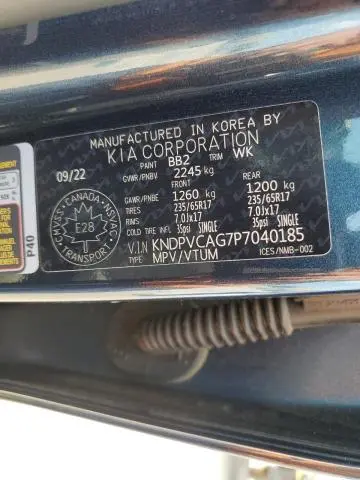 MANUFACTURED IN KOREA BY
KIA CORPORATION
09/22 PAINT BB2 TRIM WK
GVWR/PNBV 2245 kg
FRONT REAR
GAWR/PNBE 1260 kg 1200 kg
TIRES 235/65R17 235/65R17
RIMS 7.0Jx17 7.0Jx17
COLD TIRE INFL 35psi SINGLE 35psi SINGLE
V.I.N KNDPVCAG7P7040185
TYPE MPV/VTUM ICES/NMB-002
CANADA
CMVSS
NSVAC
E28
TRANSPORT
P40